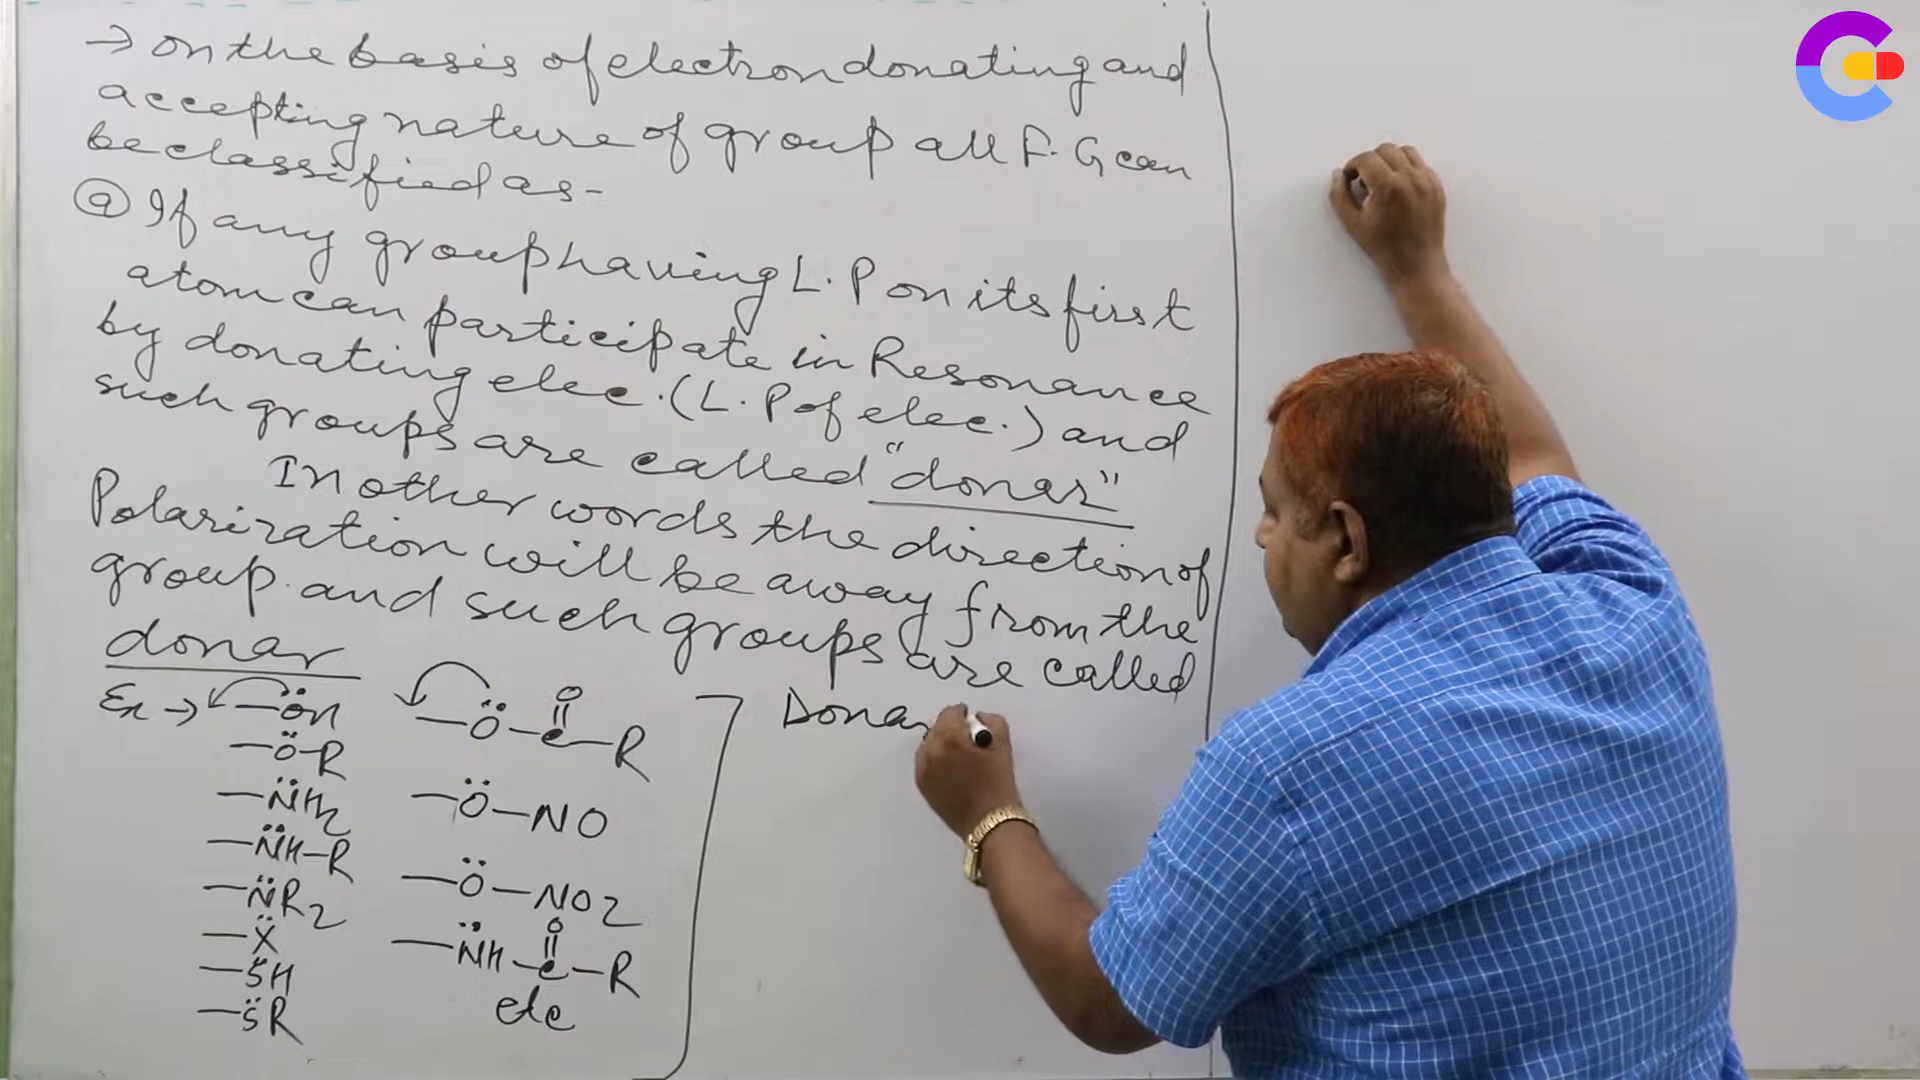 → on the basis of electron donating and
accepting nature of group all F. G can
be classified as -
ⓐ If any group having L.P on its first
atom can participate in Resonance
by donating elec. (L.P of elec.) and
such groups are called "donar"
In other words the direction of
Polarization will be away from the
group. and such groups are called
donar
Ex → —ÖH
—Ö—R
—N̈H2
—N̈H—R
—N̈R2
—Ẍ
—S̈H
—S̈R
—Ö—C(=O)—R
—Ö—NO
—Ö—NO2
—N̈H—C(=O)—R
etc
Donar